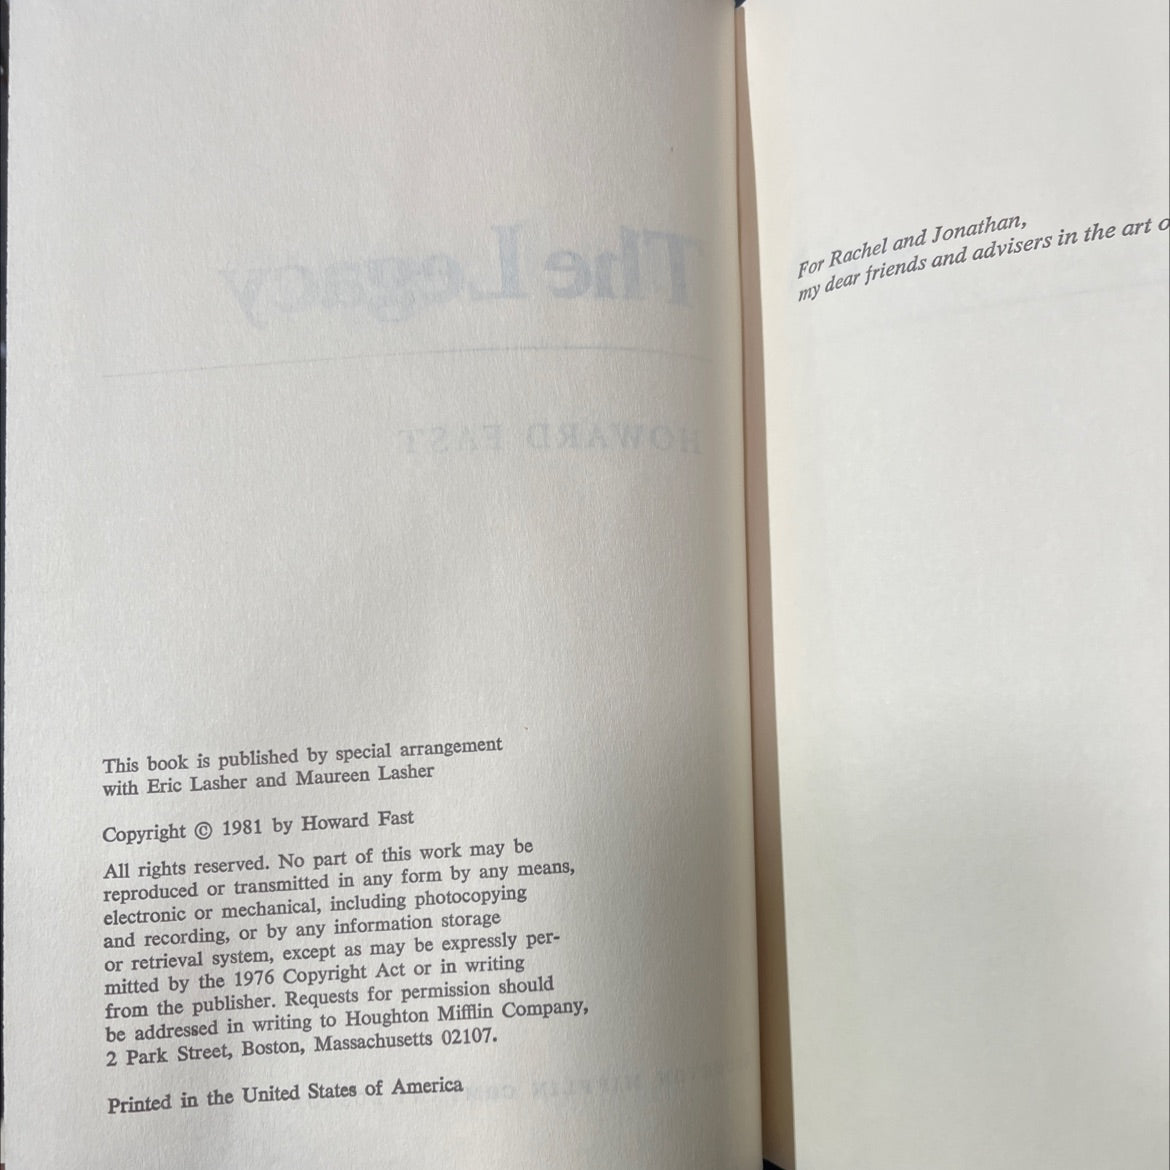 The Legacy
HOWARD FAST
This book is published by special arrangement
with Eric Lasher and Maureen Lasher
Copyright © 1981 by Howard Fast
All rights reserved. No part of this work may be
reproduced or transmitted in any form by any means,
electronic or mechanical, including photocopying
and recording, or by any information storage
or retrieval system, except as may be expressly per-
mitted by the 1976 Copyright Act or in writing
from the publisher. Requests for permission should
be addressed in writing to Houghton Mifflin Company,
2 Park Street, Boston, Massachusetts 02107.
Printed in the United States of America
For Rachel and Jonathan,
my dear friends and advisers in the art o